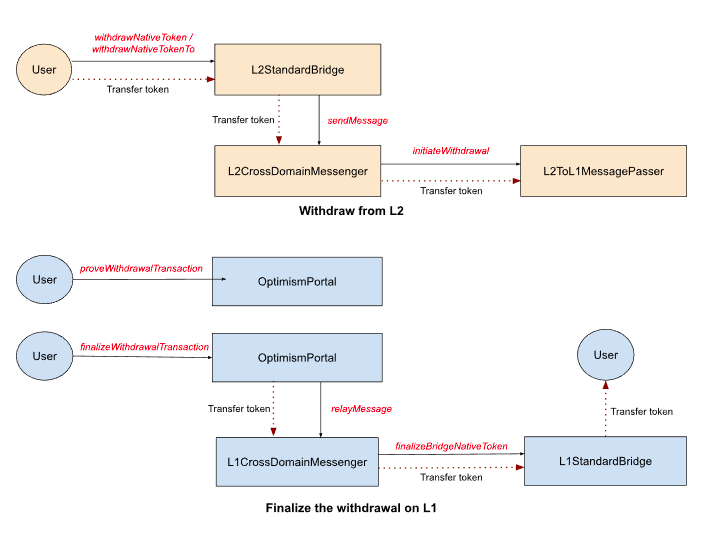 withdrawNativeToken /
withdrawNativeTokenTo
User
L2StandardBridge
Transfer token
Transfer token
sendMessage
initiateWithdrawal
L2CrossDomainMessenger
L2ToL1MessagePasser
Transfer token
Withdraw from L2
proveWithdrawalTransaction
User
OptimismPortal
finalizeWithdrawalTransaction
User
OptimismPortal
User
Transfer token
relayMessage
Transfer token
finalizeBridgeNativeToken
L1CrossDomainMessenger
L1StandardBridge
Transfer token
Finalize the withdrawal on L1